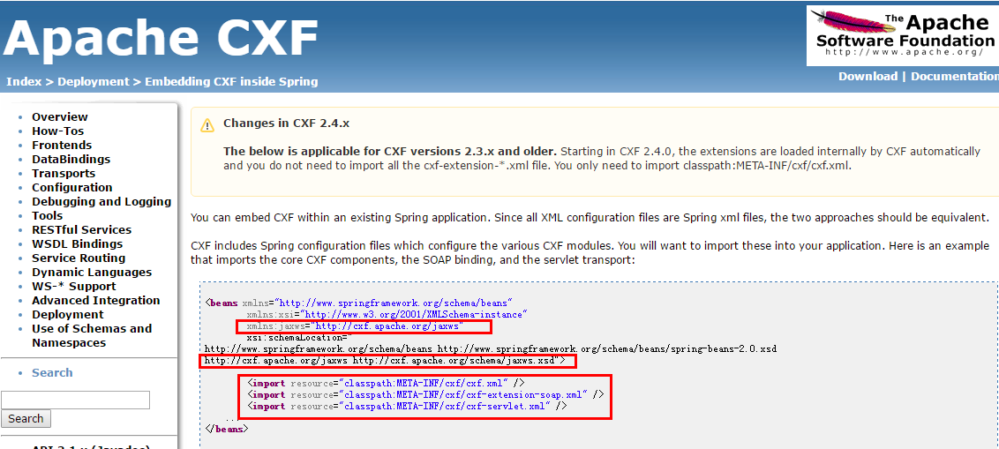 Apache CXF
The Apache
Software Foundation
http://www.apache.org/
Index > Deployment > Embedding CXF inside Spring
Download | Documentation
Overview
How-Tos
Frontends
DataBindings
Transports
Configuration
Debugging and Logging
Tools
RESTful Services
WSDL Bindings
Service Routing
Dynamic Languages
WS-* Support
Advanced Integration
Deployment
Use of Schemas and
Namespaces
Search
Search
API 2.1.x (Javadoc)
Changes in CXF 2.4.x
The below is applicable for CXF versions 2.3.x and older. Starting in CXF 2.4.0, the extensions are loaded internally by CXF automatically
and you do not need to import all the cxf-extension-*.xml file. You only need to import classpath:META-INF/cxf/cxf.xml.
You can embed CXF within an existing Spring application. Since all XML configuration files are Spring xml files, the two approaches should be equivalent.
CXF includes Spring configuration files which configure the various CXF modules. You will want to import these into your application. Here is an example
that imports the core CXF components, the SOAP binding, and the servlet transport:
<beans xmlns="http://www.springframework.org/schema/beans"
xmlns:xsi="http://www.w3.org/2001/XMLSchema-instance"
xmlns:jaxws="http://cxf.apache.org/jaxws"
xsi:schemaLocation="
http://www.springframework.org/schema/beans http://www.springframework.org/schema/beans/spring-beans-2.0.xsd
http://cxf.apache.org/jaxws http://cxf.apache.org/schema/jaxws.xsd">
<import resource="classpath:META-INF/cxf/cxf.xml" />
<import resource="classpath:META-INF/cxf/cxf-extension-soap.xml" />
<import resource="classpath:META-INF/cxf/cxf-servlet.xml" />
</beans>